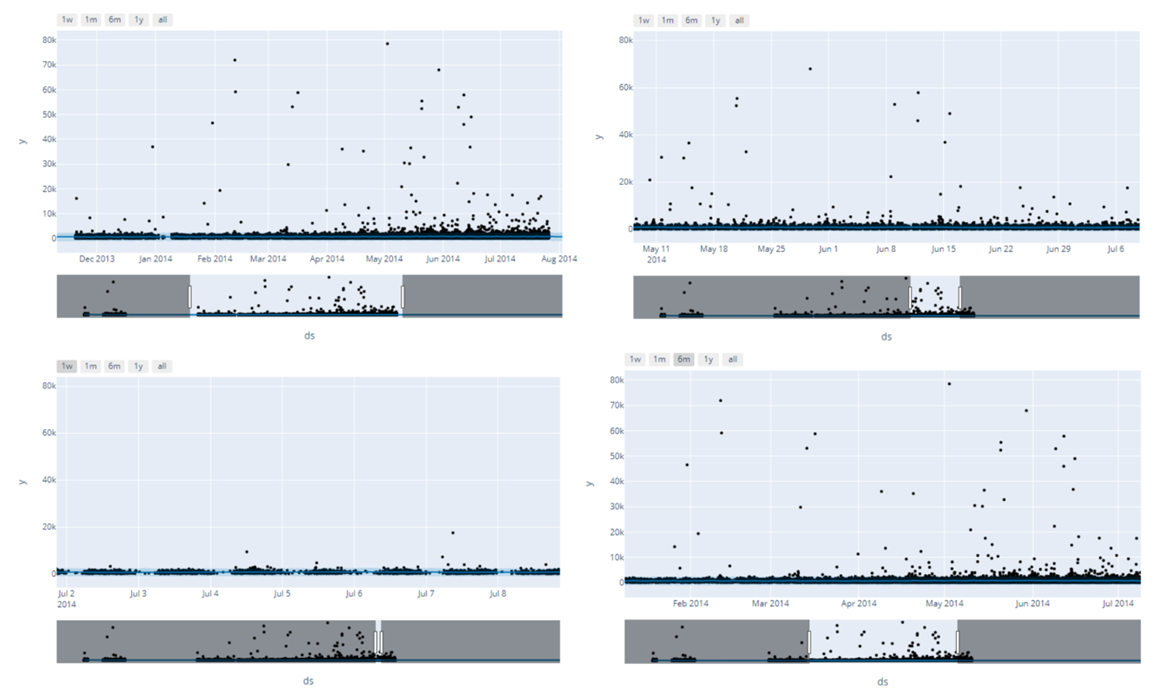 1w 1m 6m 1y all
80k
70k
60k
50k
40k
30k
20k
10k
0
y
Dec 2013 Jan 2014 Feb 2014 Mar 2014 Apr 2014 May 2014 Jun 2014 Jul 2014 Aug 2014
ds
1w 1m 6m 1y all
80k
60k
40k
20k
0
y
May 11 May 18 May 25 Jun 1 Jun 8 Jun 15 Jun 22 Jun 29 Jul 6
2014
ds
1w 1m 6m 1y all
80k
60k
40k
20k
0
y
Jul 2 Jul 3 Jul 4 Jul 5 Jul 6 Jul 7 Jul 8
2014
ds
1w 1m 6m 1y all
80k
70k
60k
50k
40k
30k
20k
10k
0
y
Feb 2014 Mar 2014 Apr 2014 May 2014 Jun 2014 Jul 2014
ds